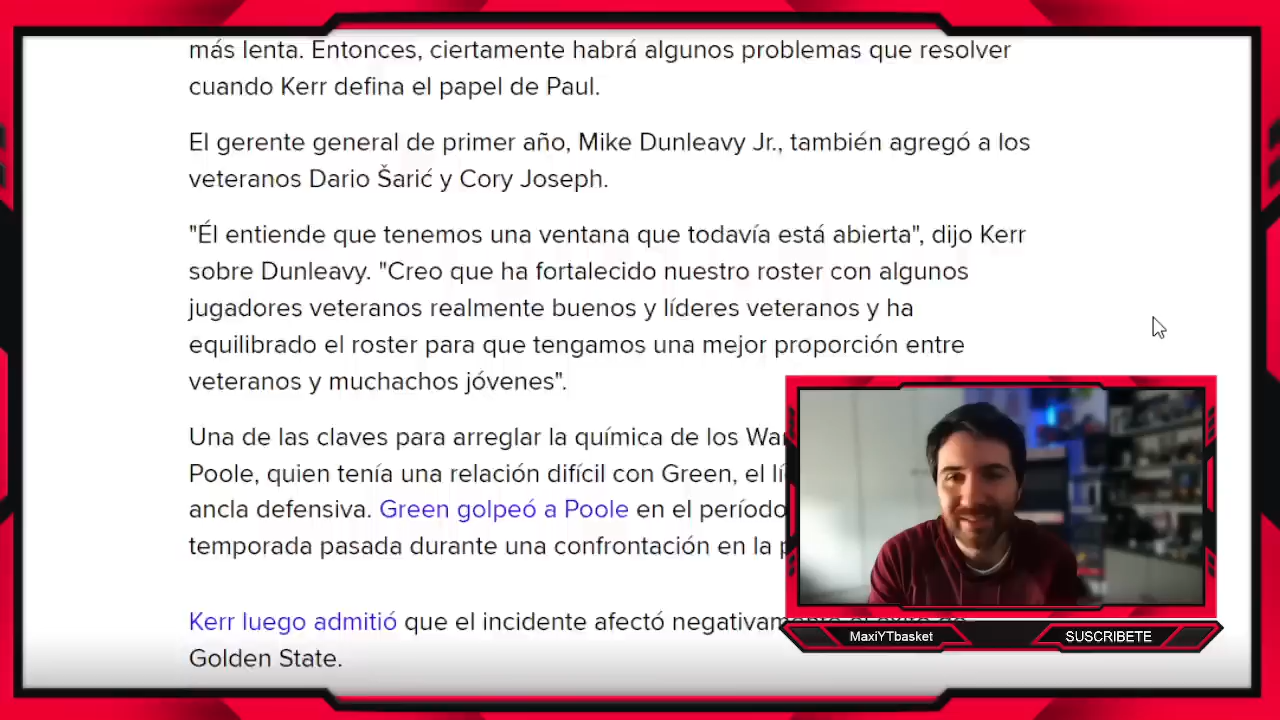 más lenta. Entonces, ciertamente habrá algunos problemas que resolver
cuando Kerr defina el papel de Paul.
El gerente general de primer año, Mike Dunleavy Jr., también agregó a los
veteranos Dario Šarić y Cory Joseph.
"Él entiende que tenemos una ventana que todavía está abierta", dijo Kerr
sobre Dunleavy. "Creo que ha fortalecido nuestro roster con algunos
jugadores veteranos realmente buenos y líderes veteranos y ha
equilibrado el roster para que tengamos una mejor proporción entre
veteranos y muchachos jóvenes".
Una de las claves para arreglar la química de los
Poole, quien tenía una relación difícil con Green, el
ancla defensiva. Green golpeó a Poole en el período
temporada pasada durante una confrontación en la
Kerr luego admitió que el incidente afectó
Golden State.
MaxiYTbasket
SUSCRIBETE